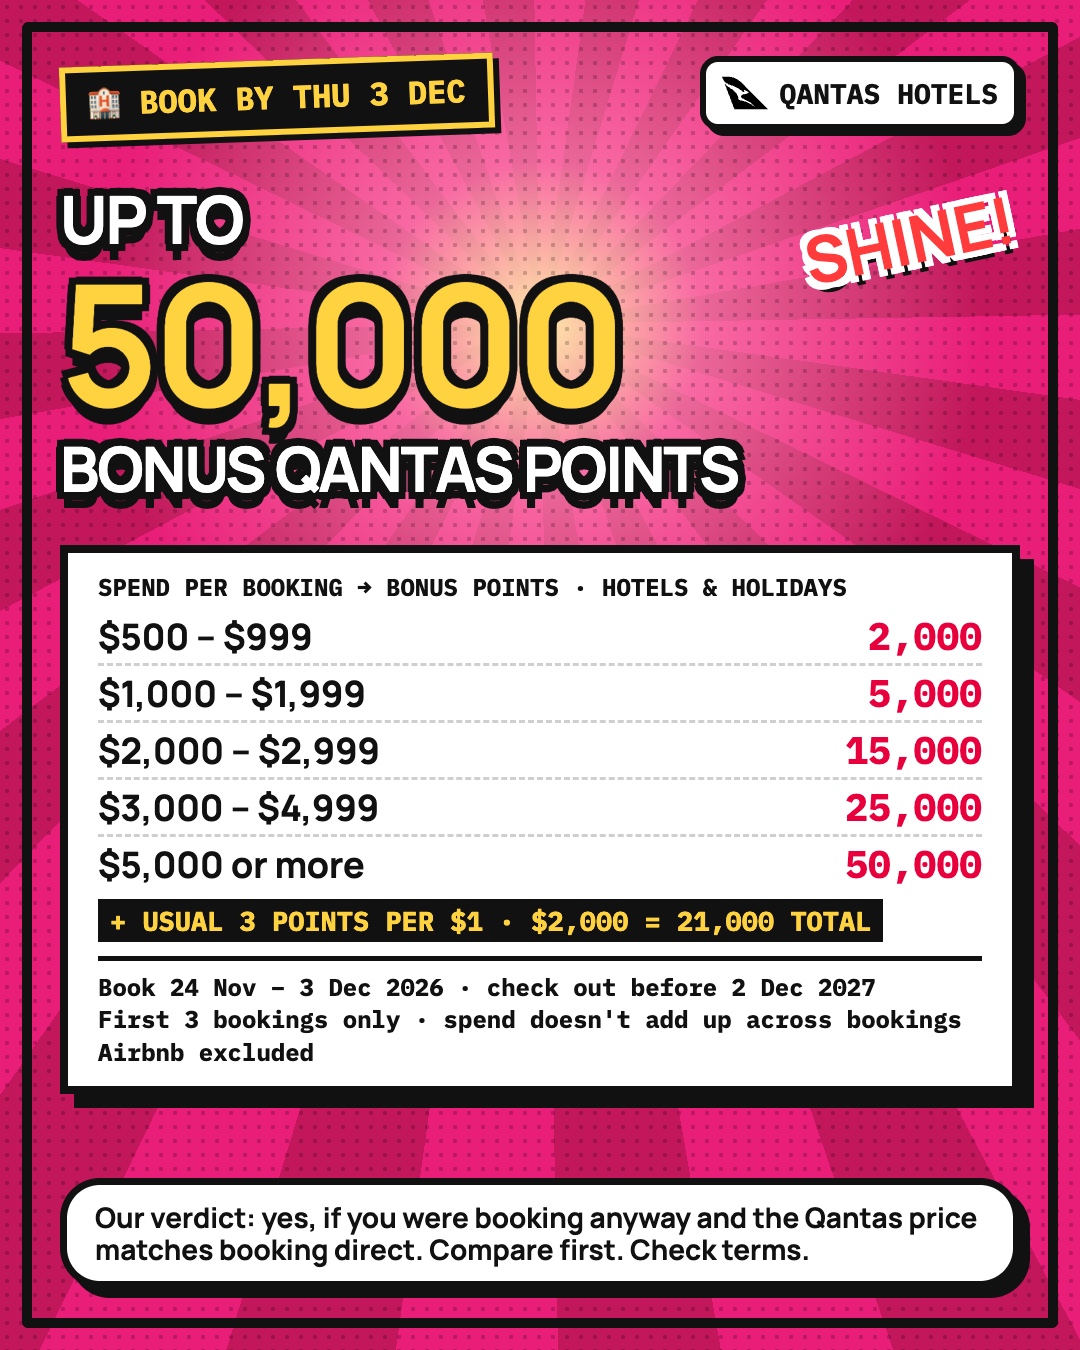 🏨 BOOK BY THU 3 DEC
QANTAS HOTELS
UP TO
SHINE!
50,000
BONUS QANTAS POINTS
SPEND PER BOOKING → BONUS POINTS · HOTELS & HOLIDAYS
$500 – $999 2,000
$1,000 – $1,999 5,000
$2,000 – $2,999 15,000
$3,000 – $4,999 25,000
$5,000 or more 50,000
+ USUAL 3 POINTS PER $1 · $2,000 = 21,000 TOTAL
Book 24 Nov – 3 Dec 2026 · check out before 2 Dec 2027
First 3 bookings only · spend doesn't add up across bookings
Airbnb excluded
Our verdict: yes, if you were booking anyway and the Qantas price
matches booking direct. Compare first. Check terms.